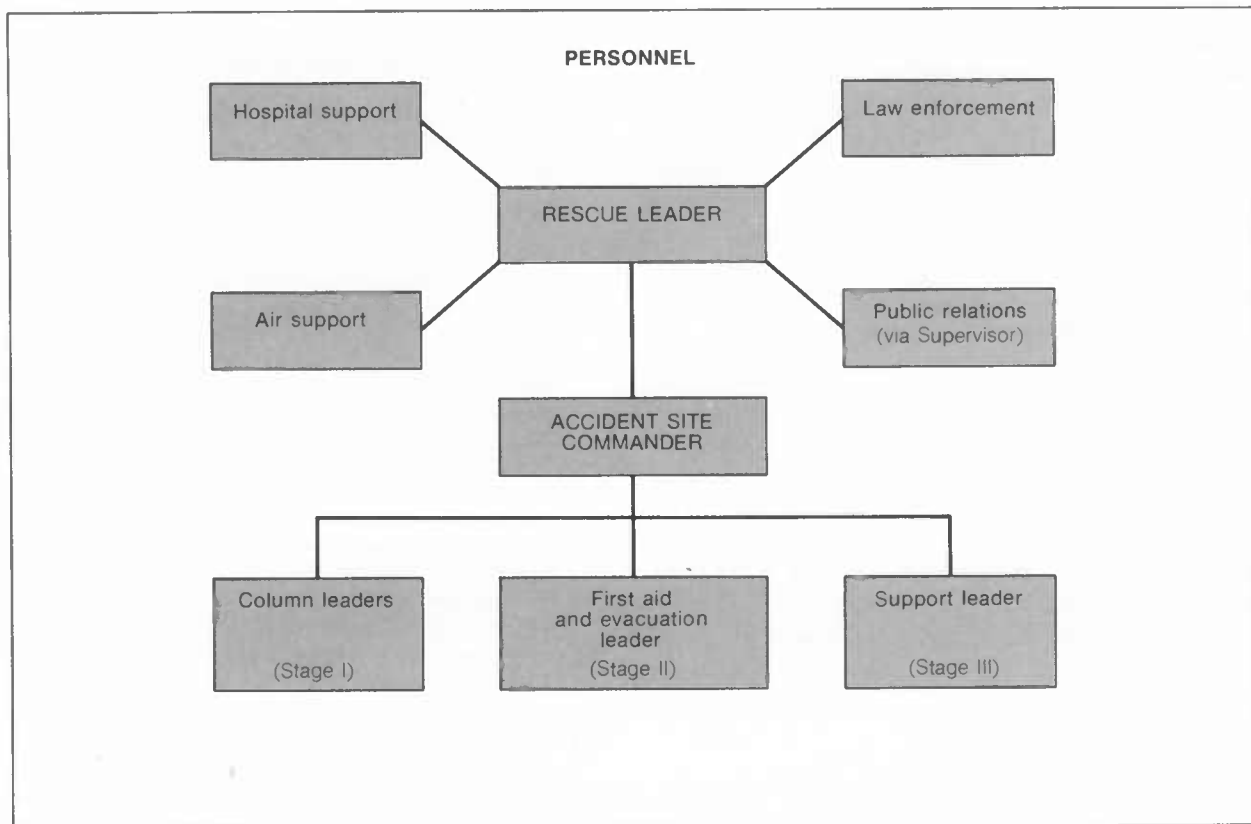 PERSONNEL
Hospital support
Law enforcement
RESCUE LEADER
Air support
Public relations
(via Supervisor)
ACCIDENT SITE
COMMANDER
Column leaders
(Stage I)
First aid
and evacuation
leader
(Stage II)
Support leader
(Stage III)